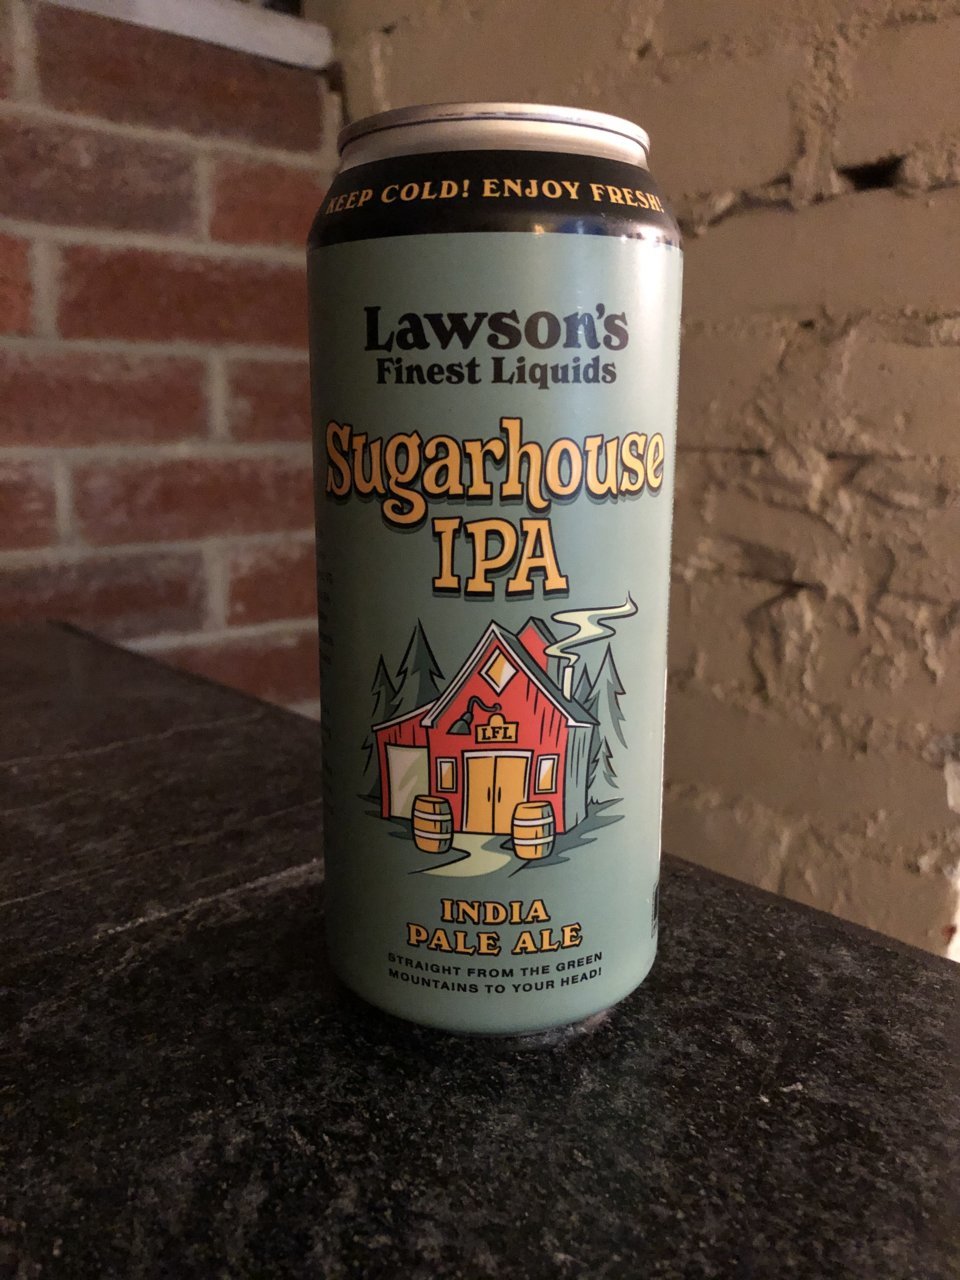 KEEP COLD! ENJOY FRESH!
Lawson's
Finest Liquids
Sugarhouse
IPA
LFL
INDIA
PALE ALE
STRAIGHT FROM THE GREEN
MOUNTAINS TO YOUR HEAD!